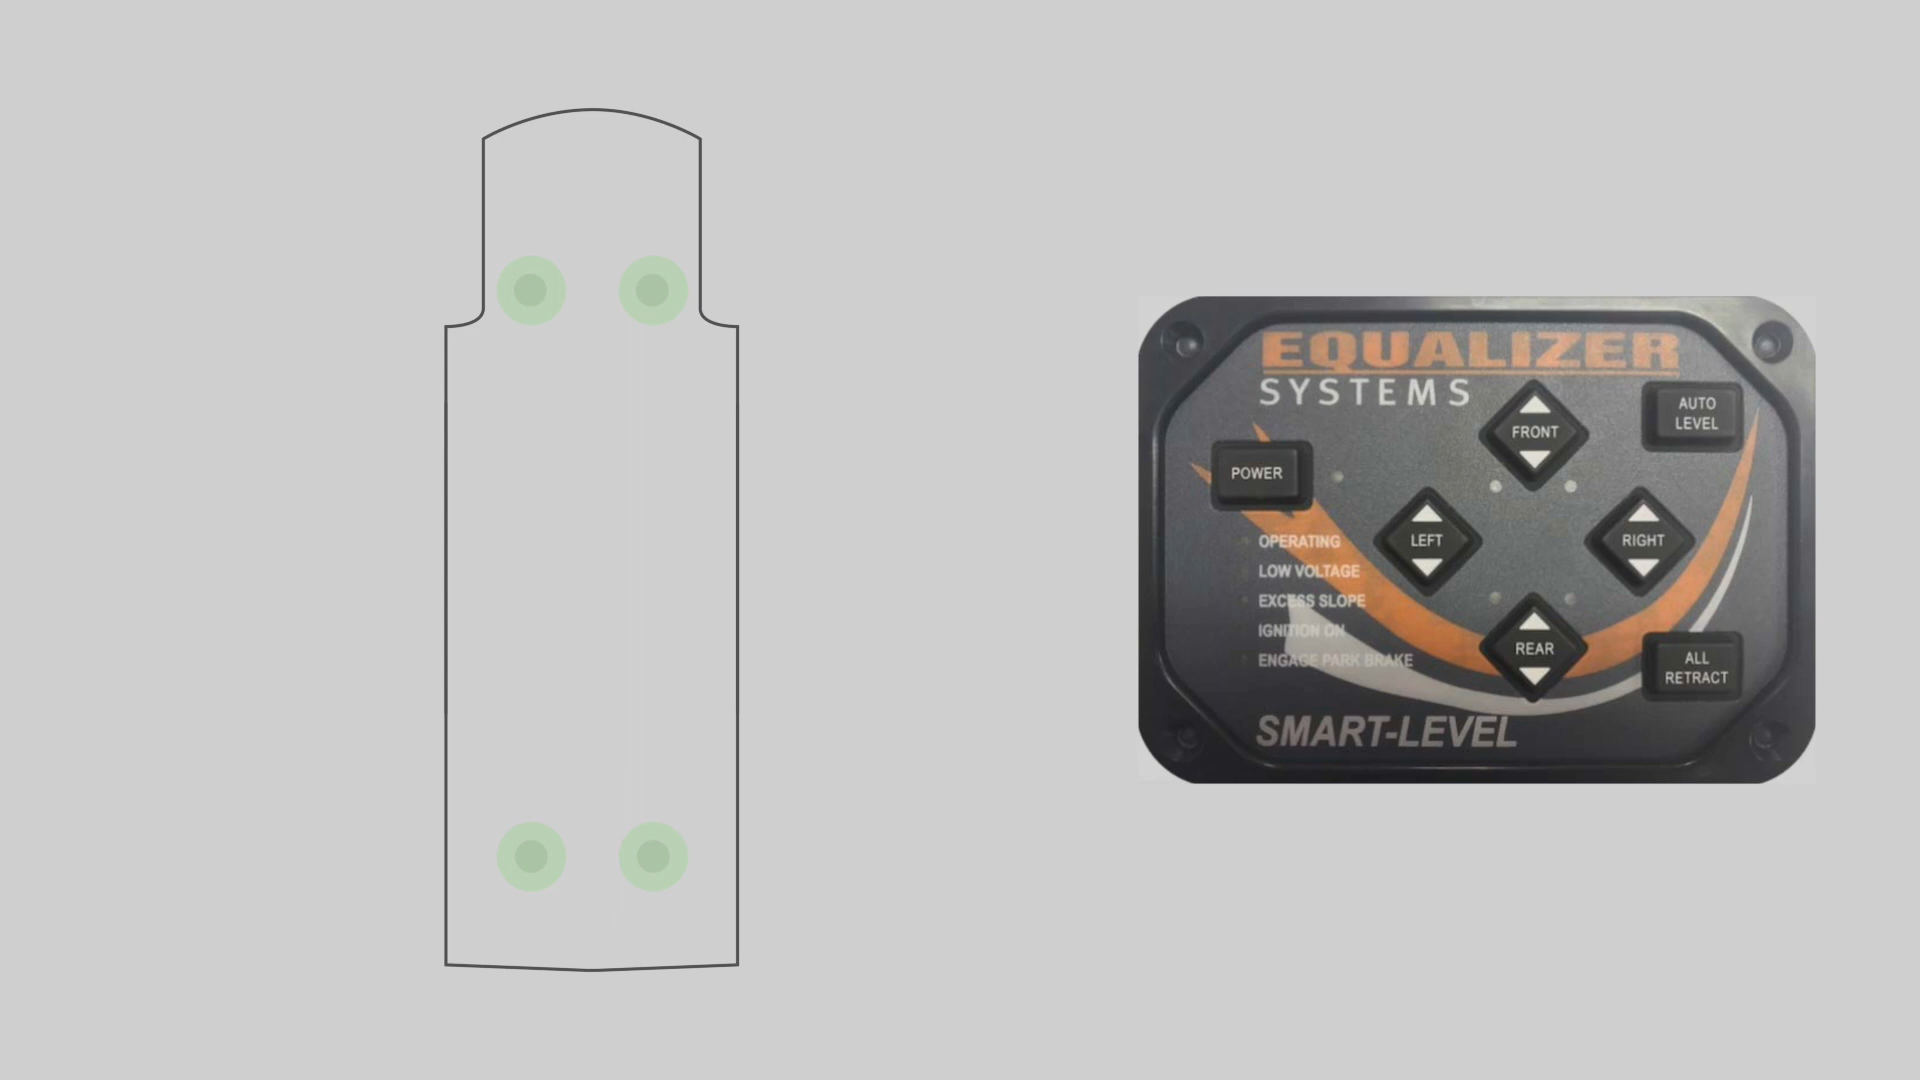 EQUALIZER
SYSTEMS
FRONT
AUTO
LEVEL
POWER
LEFT
RIGHT
OPERATING
LOW VOLTAGE
EXCESS SLOPE
IGNITION ON
ENGAGE PARK BRAKE
REAR
ALL
RETRACT
SMART-LEVEL